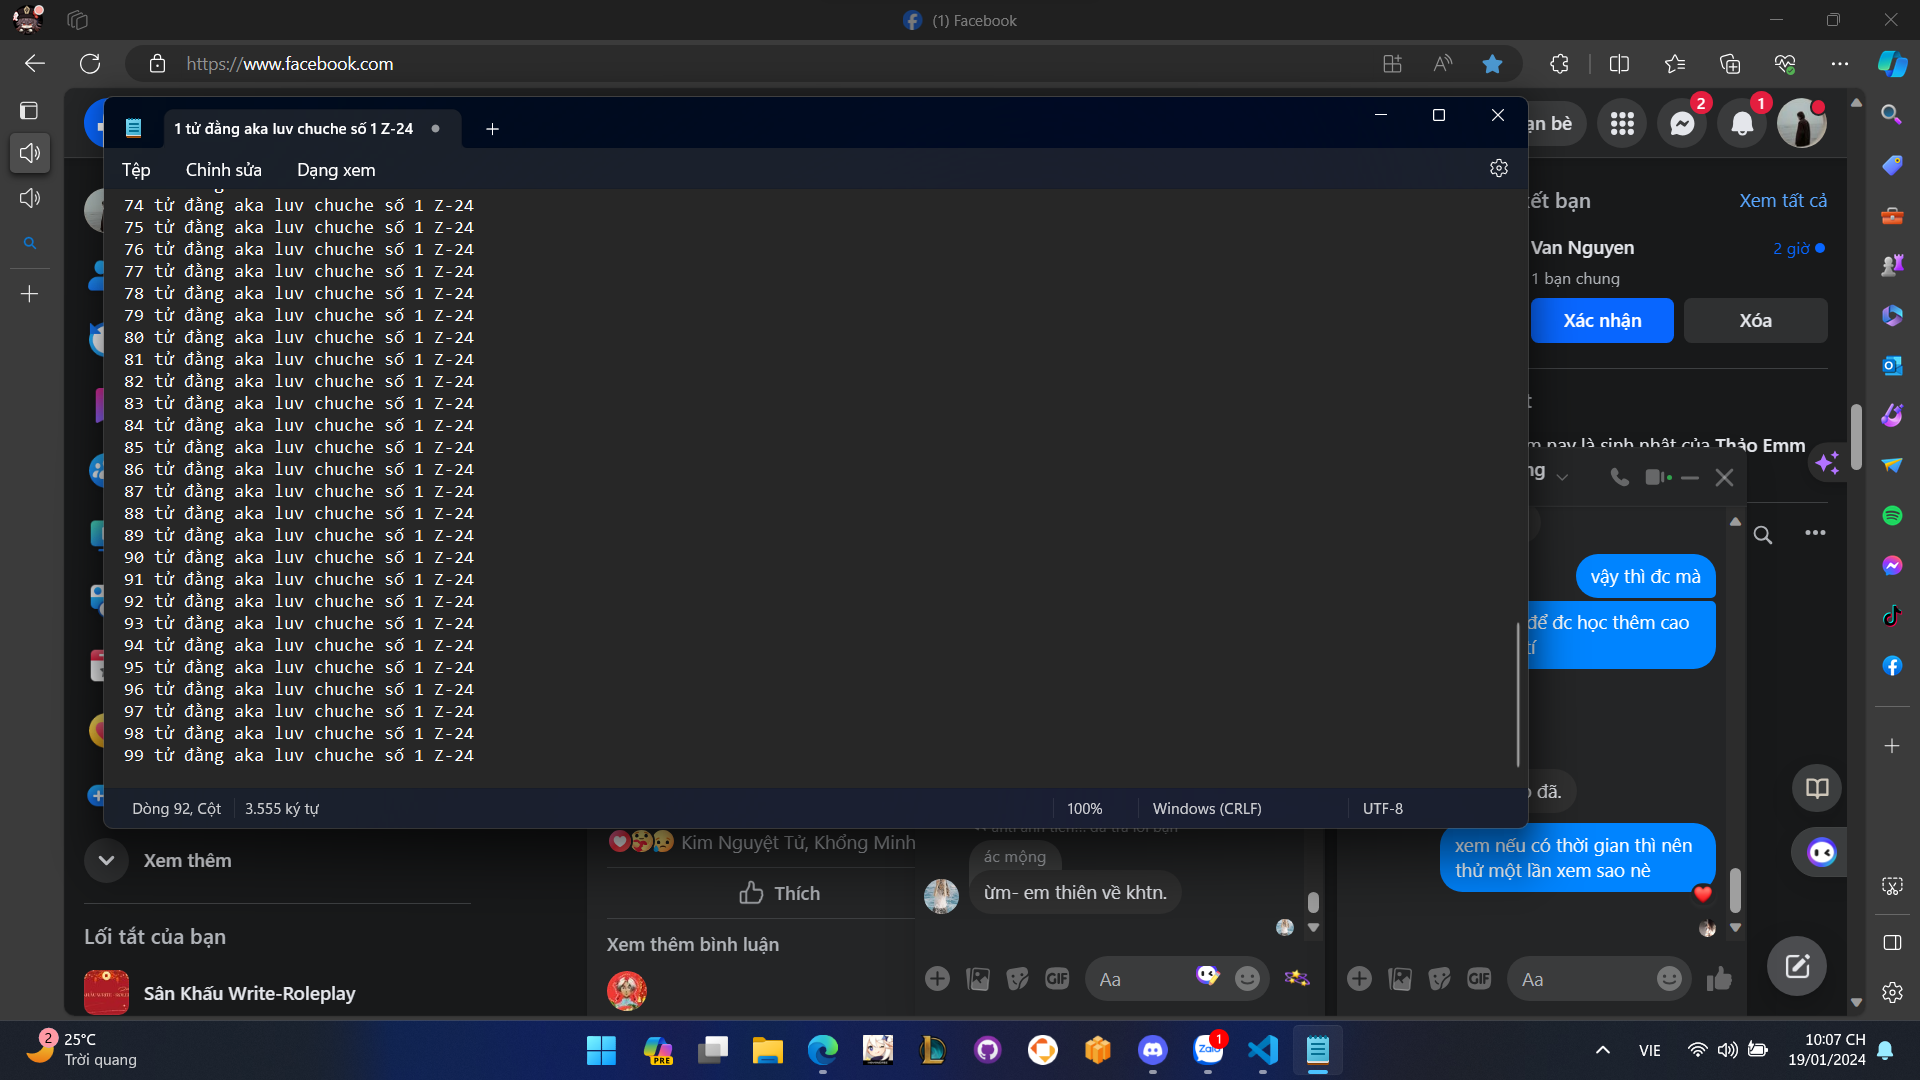 (1) Facebook
https://www.facebook.com
1 tử đằng aka luv chuche số 1 Z-24
Tệp
Chỉnh sửa
Dạng xem
74 tử đằng aka luv chuche số 1 Z-24
75 tử đằng aka luv chuche số 1 Z-24
76 tử đằng aka luv chuche số 1 Z-24
77 tử đằng aka luv chuche số 1 Z-24
78 tử đằng aka luv chuche số 1 Z-24
79 tử đằng aka luv chuche số 1 Z-24
80 tử đằng aka luv chuche số 1 Z-24
81 tử đằng aka luv chuche số 1 Z-24
82 tử đằng aka luv chuche số 1 Z-24
83 tử đằng aka luv chuche số 1 Z-24
84 tử đằng aka luv chuche số 1 Z-24
85 tử đằng aka luv chuche số 1 Z-24
86 tử đằng aka luv chuche số 1 Z-24
87 tử đằng aka luv chuche số 1 Z-24
88 tử đằng aka luv chuche số 1 Z-24
89 tử đằng aka luv chuche số 1 Z-24
90 tử đằng aka luv chuche số 1 Z-24
91 tử đằng aka luv chuche số 1 Z-24
92 tử đằng aka luv chuche số 1 Z-24
93 tử đằng aka luv chuche số 1 Z-24
94 tử đằng aka luv chuche số 1 Z-24
95 tử đằng aka luv chuche số 1 Z-24
96 tử đằng aka luv chuche số 1 Z-24
97 tử đằng aka luv chuche số 1 Z-24
98 tử đằng aka luv chuche số 1 Z-24
99 tử đằng aka luv chuche số 1 Z-24
Dòng 92, Cột
3.555 ký tự
100%
Windows (CRLF)
UTF-8
bè
2
1
bạn
Xem tất cả
Van Nguyen
2 giờ
1 bạn chung
Xác nhận
Xóa
nay là sinh nhật của Thảo Emm
vậy thì đc mà
để đc học thêm cao
đã.
xem nếu có thời gian thì nên
thử một lần xem sao nè
Aa
GIF
Xem thêm
Lối tắt của bạn
Sân Khấu Write-Roleplay
Kim Nguyệt Tử, Khổng Minh
Thích
Xem thêm bình luận
ác mộng
ừm- em thiên về khtn.
GIF
Aa
2
25°C
Trời quang
PRE
Zalo
1
VIE
10:07 CH
19/01/2024